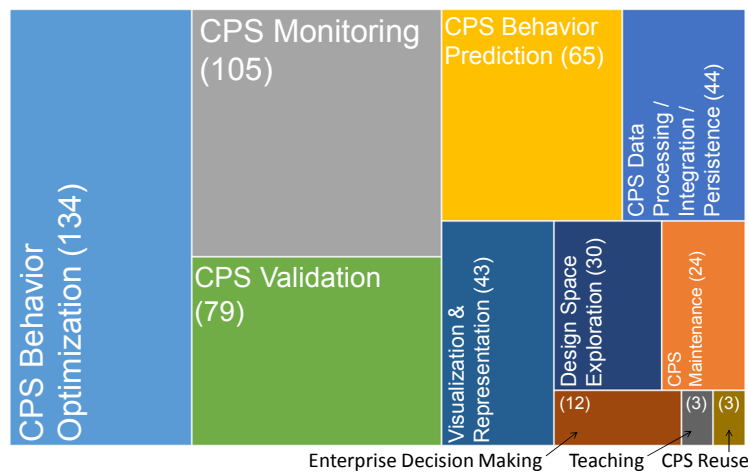 CPS Behavior
Optimization (134)
CPS Monitoring
(105)
CPS Validation
(79)
CPS Behavior
Prediction (65)
CPS Data
Processing /
Integration /
Persistence (44)
Visualization &
Representation (43)
Design Space
Exploration (30)
CPS
Maintenance (24)
(12)
(3)
(3)
Enterprise Decision Making
Teaching
CPS Reuse